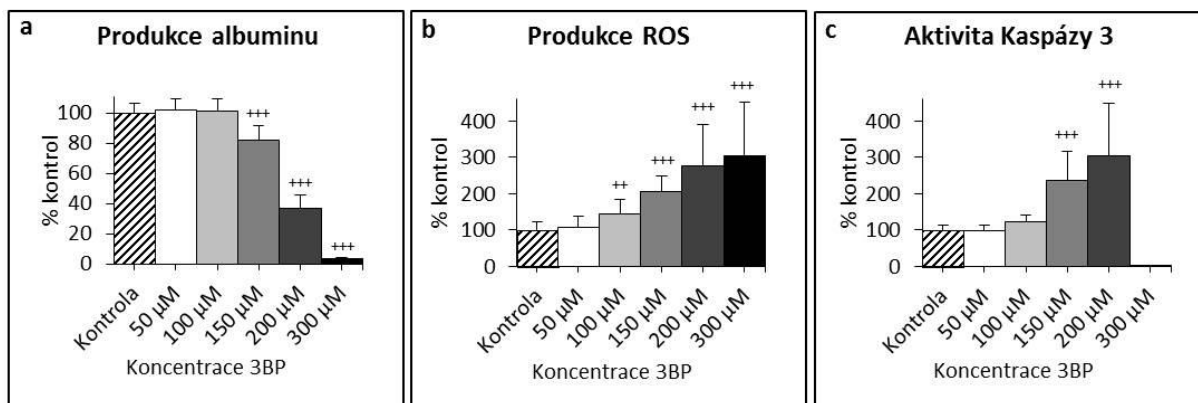 a
Produkce albuminu
% kontrol
100
80
60
40
20
0
+++
+++
+++
Kontrola
50 µM
100 µM
150 µM
200 µM
300 µM
Koncentrace 3BP
b
Produkce ROS
% kontrol
400
300
200
100
0
++
+++
+++
+++
Kontrola
50 µM
100 µM
150 µM
200 µM
300 µM
Koncentrace 3BP
c
Aktivita Kaspázy 3
% kontrol
400
300
200
100
0
+++
+++
Kontrola
50 µM
100 µM
150 µM
200 µM
300 µM
Koncentrace 3BP